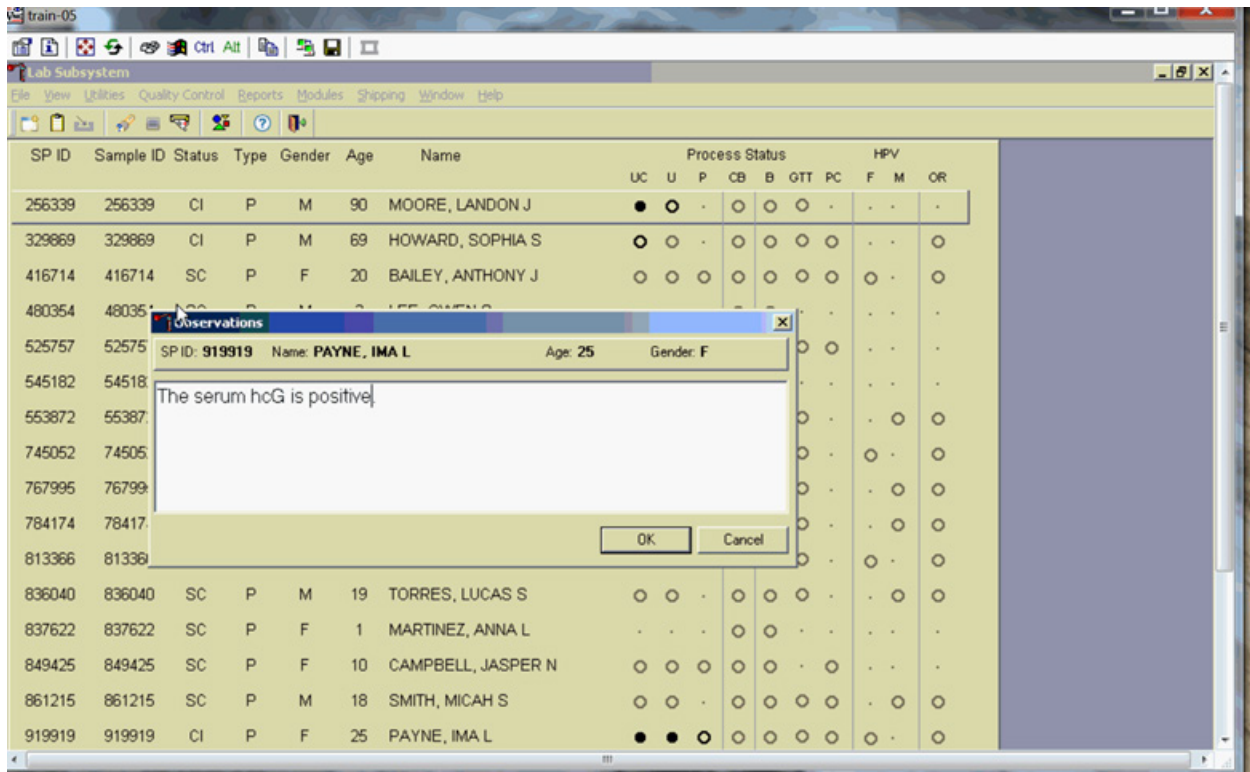 train-05
Ctrl Alt
Lab Subsystem
File View Utilities Quality Control Reports Modules Shipping Window Help
SP ID Sample ID Status Type Gender Age Name Process Status HPV
UC U P CB B GTT PC F M OR
256339 256339 CI P M 90 MOORE, LANDON J
329869 329869 CI P M 69 HOWARD, SOPHIA S
416714 416714 SC P F 20 BAILEY, ANTHONY J
480354
525757
545182
553872
745052
767995
784174
813366
Observations
SP ID: 919919 Name: PAYNE, IMA L Age: 25 Gender: F
The serum hcG is positive
OK Cancel
836040 836040 SC P M 19 TORRES, LUCAS S
837622 837622 SC P F 1 MARTINEZ, ANNA L
849425 849425 SC P F 10 CAMPBELL, JASPER N
861215 861215 SC P M 18 SMITH, MICAH S
919919 919919 CI P F 25 PAYNE, IMA L